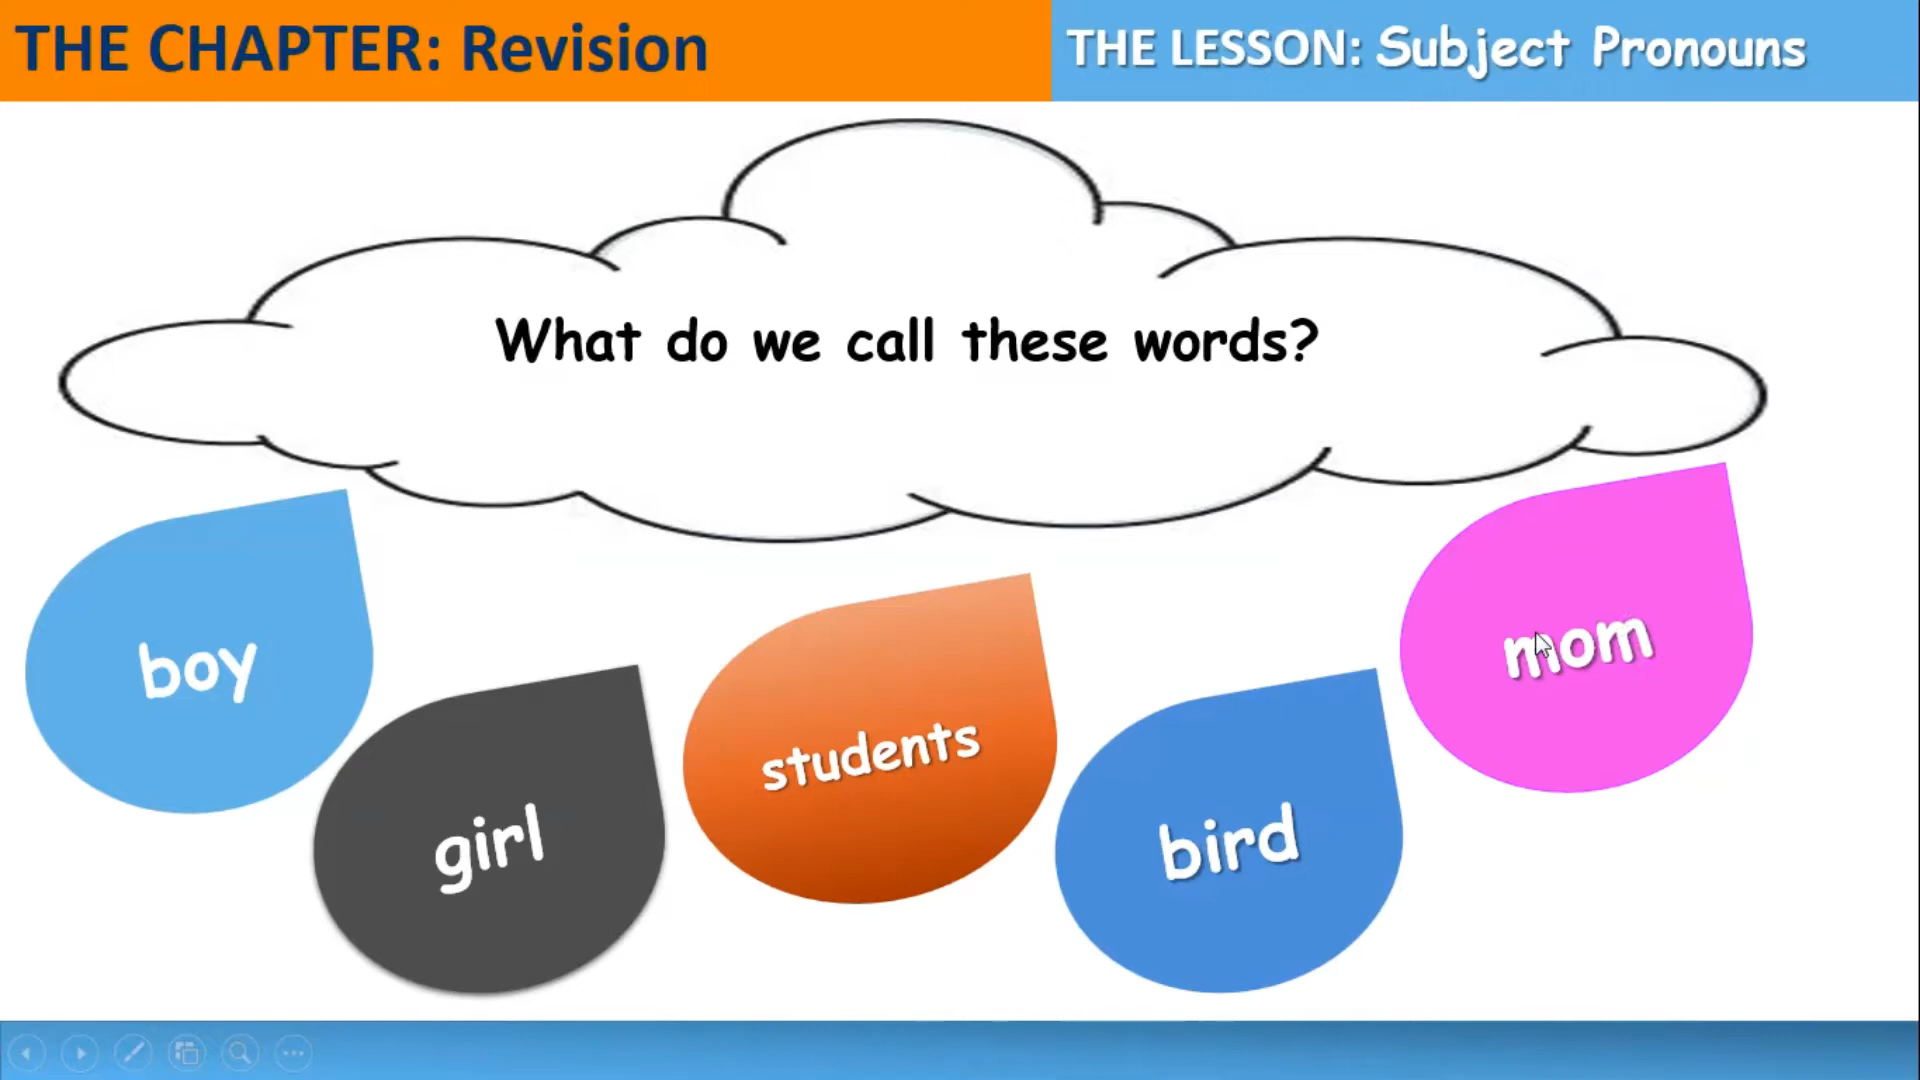 THE CHAPTER: Revision
THE LESSON: Subject Pronouns
What do we call these words?
boy
girl
students
bird
mom